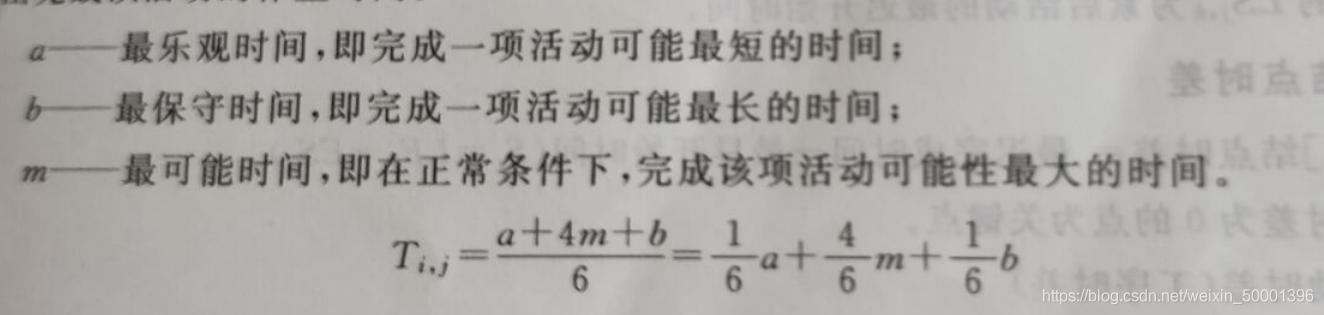 a——最乐观时间,即完成一项活动可能最短的时间;
b——最保守时间,即完成一项活动可能最长的时间;
m——最可能时间,即在正常条件下,完成该项活动可能性最大的时间。
T_{i,j}=\frac{a+4m+b}{6}=\frac{1}{6}a+\frac{4}{6}m+\frac{1}{6}b
https://blog.csdn.net/weixin_50001396